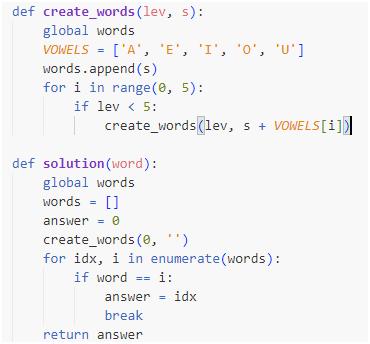 def create_words(lev, s):
    global words
    VOWELS = ['A', 'E', 'I', 'O', 'U']
    words.append(s)
    for i in range(0, 5):
        if lev < 5:
            create_words(lev, s + VOWELS[i])

def solution(word):
    global words
    words = []
    answer = 0
    create_words(0, '')
    for idx, i in enumerate(words):
        if word == i:
            answer = idx
            break
    return answer